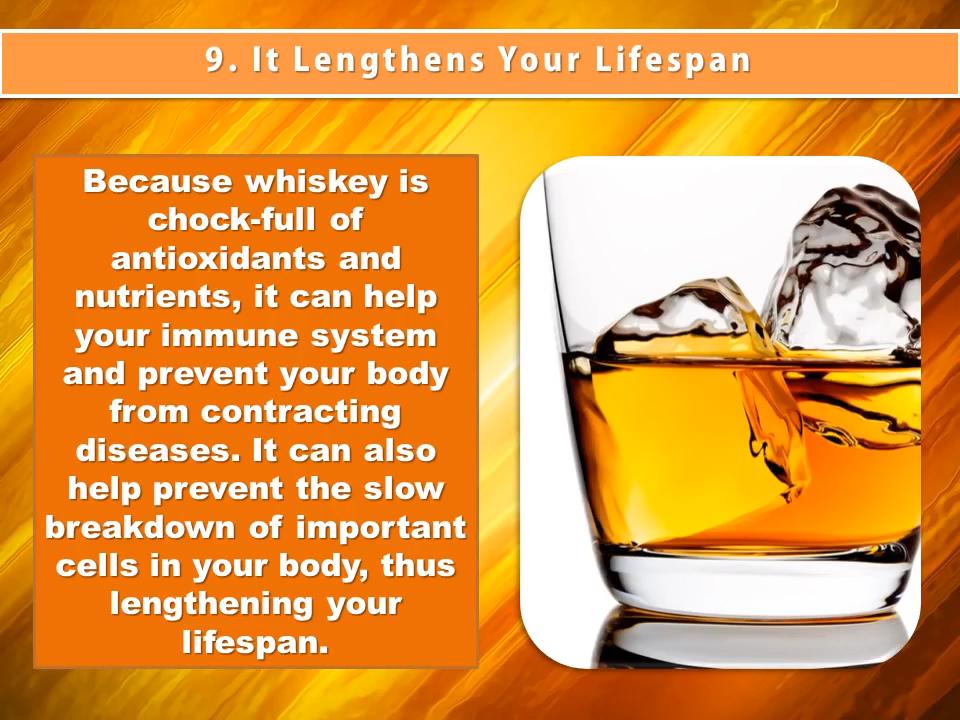 9. It Lengthens Your Lifespan
Because whiskey is
chock-full of
antioxidants and
nutrients, it can help
your immune system
and prevent your body
from contracting
diseases. It can also
help prevent the slow
breakdown of important
cells in your body, thus
lengthening your
lifespan.